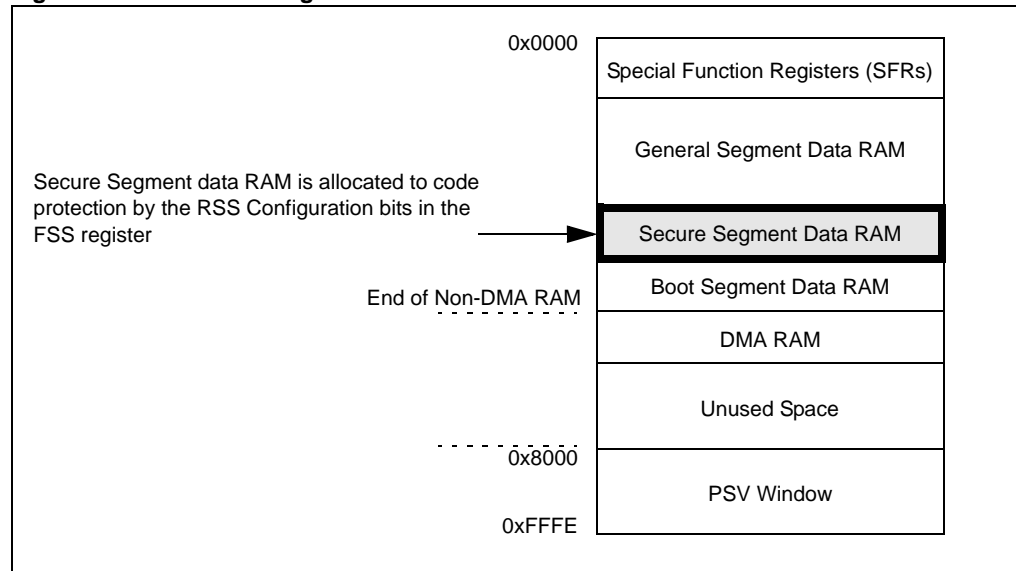 0x0000
Special Function Registers (SFRs)
General Segment Data RAM
Secure Segment data RAM is allocated to code
protection by the RSS Configuration bits in the
FSS register
Secure Segment Data RAM
Boot Segment Data RAM
End of Non-DMA RAM
DMA RAM
Unused Space
0x8000
PSV Window
0xFFFE